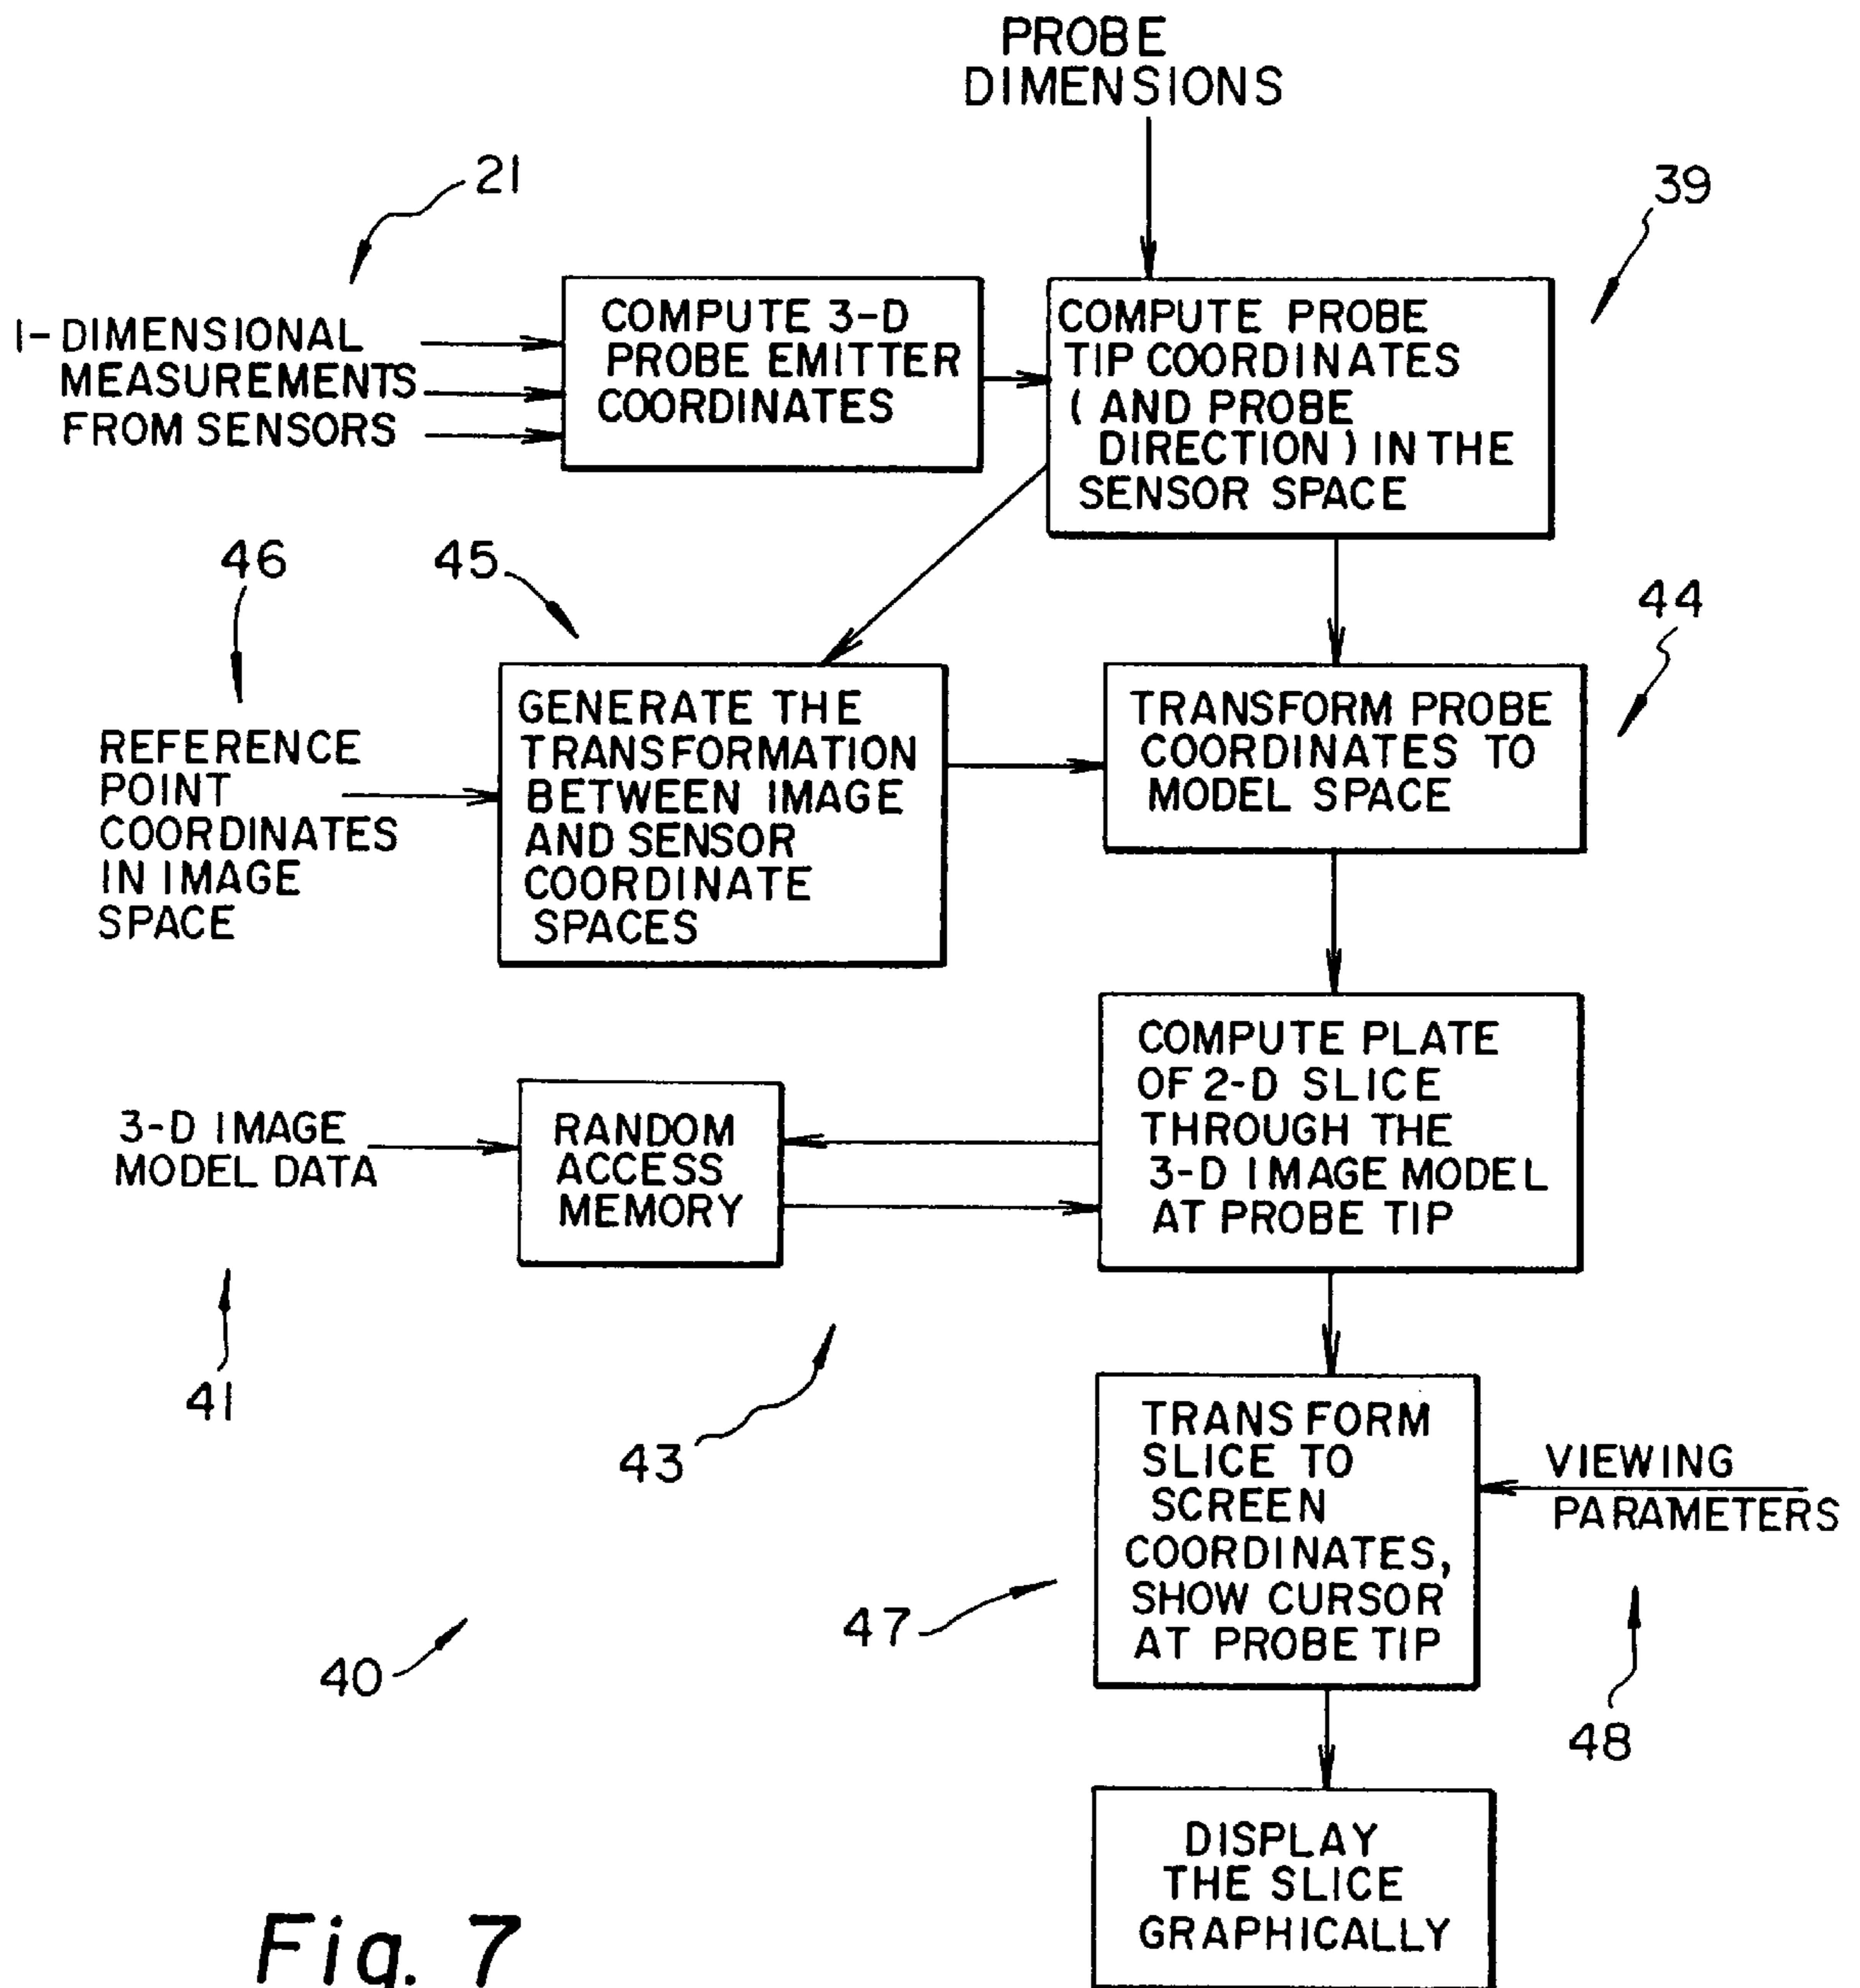 PROBE
DIMENSIONS
21
39
1-DIMENSIONAL
MEASUREMENTS
FROM SENSORS
COMPUTE 3-D
PROBE EMITTER
COORDINATES
COMPUTE PROBE
TIP COORDINATES
(AND PROBE
DIRECTION) IN THE
SENSOR SPACE
46
45
44
REFERENCE
POINT
COORDINATES
IN IMAGE
SPACE
GENERATE THE
TRANSFORMATION
BETWEEN IMAGE
AND SENSOR
COORDINATE
SPACES
TRANSFORM PROBE
COORDINATES TO
MODEL SPACE
3-D IMAGE
MODEL DATA
RANDOM
ACCESS
MEMORY
COMPUTE PLATE
OF 2-D SLICE
THROUGH THE
3-D IMAGE MODEL
AT PROBE TIP
41
43
TRANSFORM
SLICE TO
SCREEN
COORDINATES,
SHOW CURSOR
AT PROBE TIP
VIEWING
PARAMETERS
47
40
48
DISPLAY
THE SLICE
GRAPHICALLY
Fig. 7